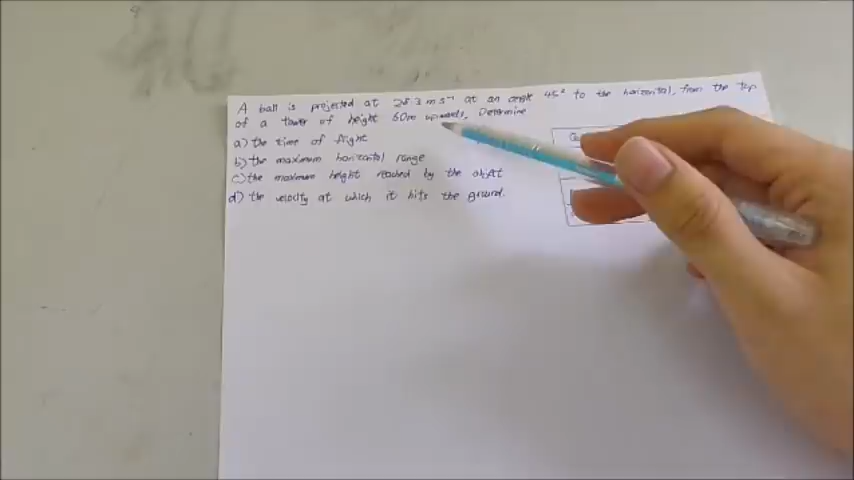 A ball is projected at 28.3 m s⁻¹ at an angle 45° to the horizontal, from the top
of a tower of height 60m upwards, Determine
a) the time of flight
b) the maximum horizontal range
c) the maximum height reached by the object
d) the velocity at which it hits the ground.